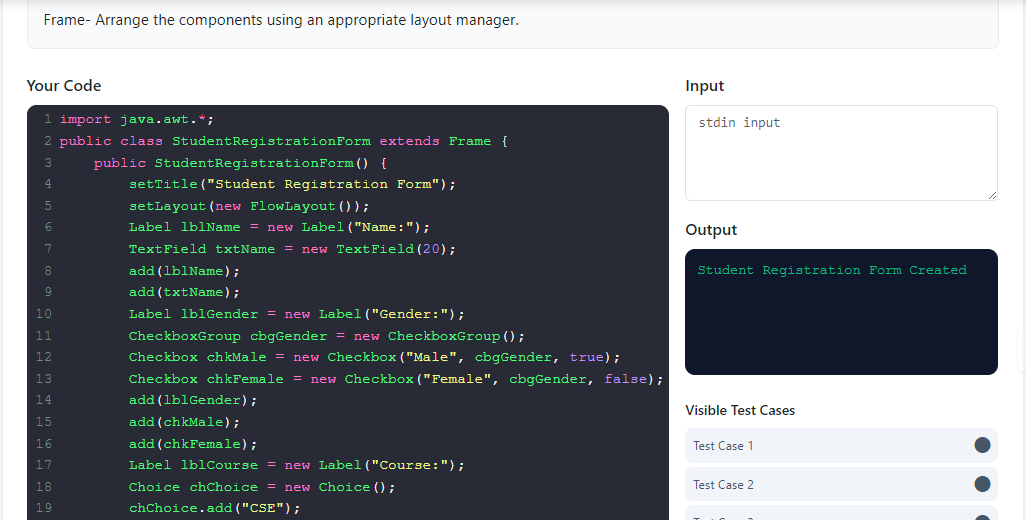 Frame- Arrange the components using an appropriate layout manager.
Your Code
1 import java.awt.*;
2 public class StudentRegistrationForm extends Frame {
3     public StudentRegistrationForm() {
4         setTitle("Student Registration Form");
5         setLayout(new FlowLayout());
6         Label lblName = new Label("Name:");
7         TextField txtName = new TextField(20);
8         add(lblName);
9         add(txtName);
10         Label lblGender = new Label("Gender:");
11         CheckboxGroup cbgGender = new CheckboxGroup();
12         Checkbox chkMale = new Checkbox("Male", cbgGender, true);
13         Checkbox chkFemale = new Checkbox("Female", cbgGender, false);
14         add(lblGender);
15         add(chkMale);
16         add(chkFemale);
17         Label lblCourse = new Label("Course:");
18         Choice chChoice = new Choice();
19         chChoice.add("CSE");
Input
stdin input
Output
Student Registration Form Created
Visible Test Cases
Test Case 1
Test Case 2